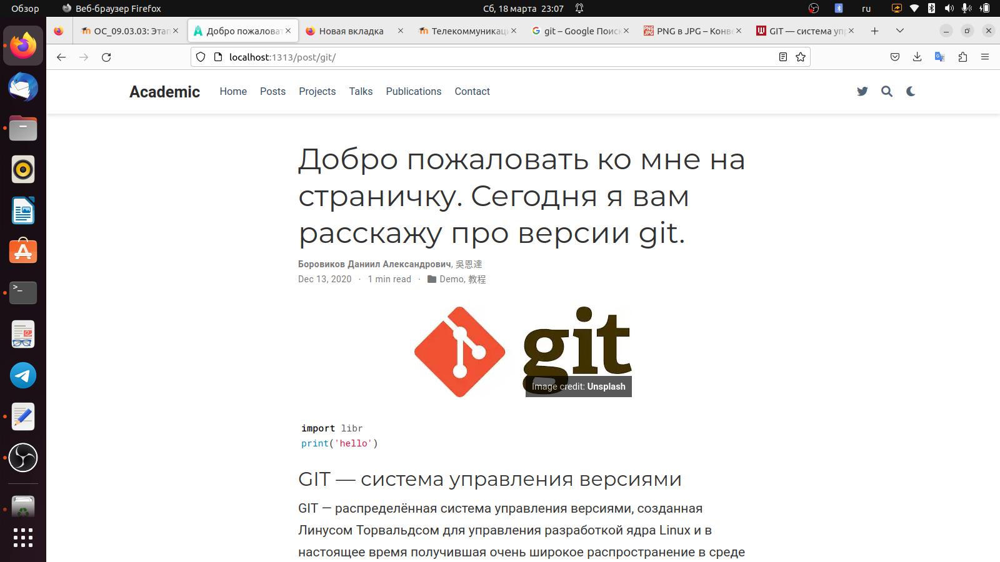 Обзор
Веб-браузер Firefox
Сб, 18 марта 23:07
ru
ОС_09.03.03: Этап
Добро пожаловат
Новая вкладка
Телекоммуникац
git – Google Поиск
PNG в JPG – Конве
GIT — система упр
localhost:1313/post/git/
Academic
Home
Posts
Projects
Talks
Publications
Contact
Добро пожаловать ко мне на
страничку. Сегодня я вам
расскажу про версии git.
Боровиков Даниил Александрович, 吳恩達
Dec 13, 2020 · 1 min read · Demo, 教程
git
Image credit: Unsplash
import libr
print('hello')
GIT — система управления версиями
GIT — распределённая система управления версиями, созданная
Линусом Торвальдсом для управления разработкой ядра Linux и в
настоящее время получившая очень широкое распространение в среде